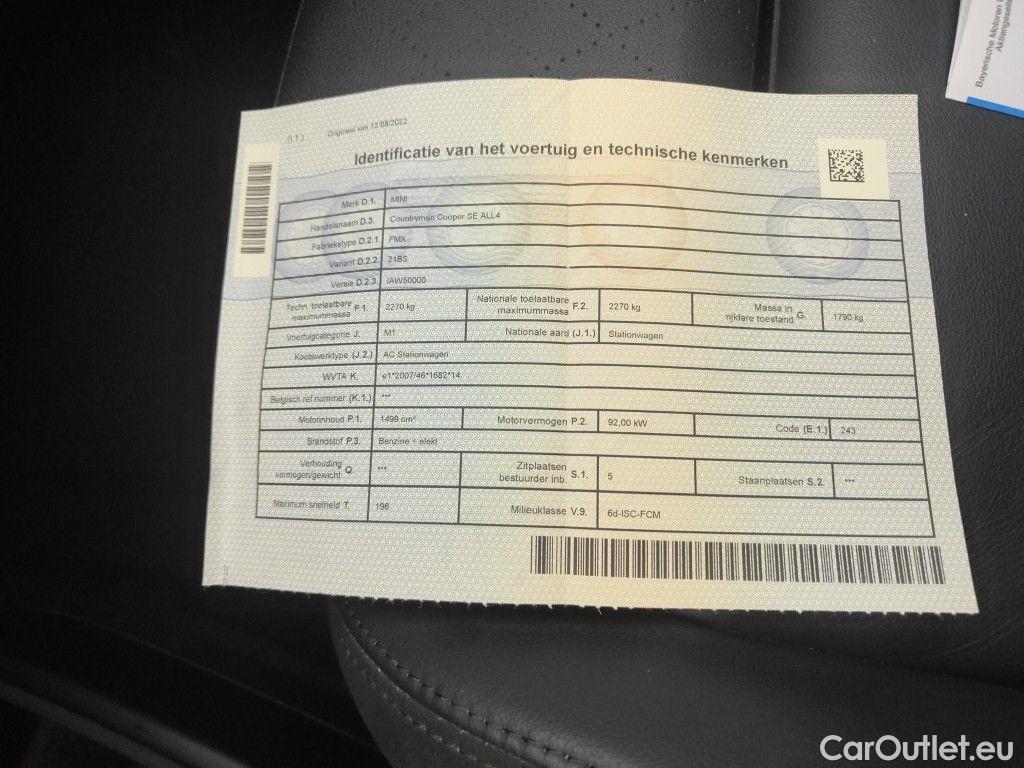 Bayerische Motoren
(I.1.) Origineel van 12/08/2022
Identificatie van het voertuig en technische kenmerken
Merk D.1. MINI
Handelsnaam D.3. Countryman Cooper SE ALL4
Fabriekstype D.2.1. FMX
Variant D.2.2. 21BS
Versie D.2.3. IAW50000
Techn. toelaatbare maximummassa F.1. 2270 kg Nationale toelaatbare maximummassa F.2. 2270 kg Massa in rijklare toestand G. 1790 kg
Voertuigcategorie J. M1 Nationale aard (J.1.) Stationwagen
Koetswerktype (J.2.) AC Stationwagen
WVTA K. e1*2007/46*1682*14
Belgisch ref.nummer (K.1.) ***
Motorinhoud P.1. 1499 cm³ Motorvermogen P.2. 92,00 kW Code (E.1.) 243
Brandstof P.3. Benzine + elekt
Verhouding vermogen/gewicht Q. *** Zitplaatsen bestuurder inb. S.1. 5 Staanplaatsen S.2. ***
Maximum snelheid T. 196 Milieuklasse V.9. 6d-ISC-FCM
CarOutlet.eu